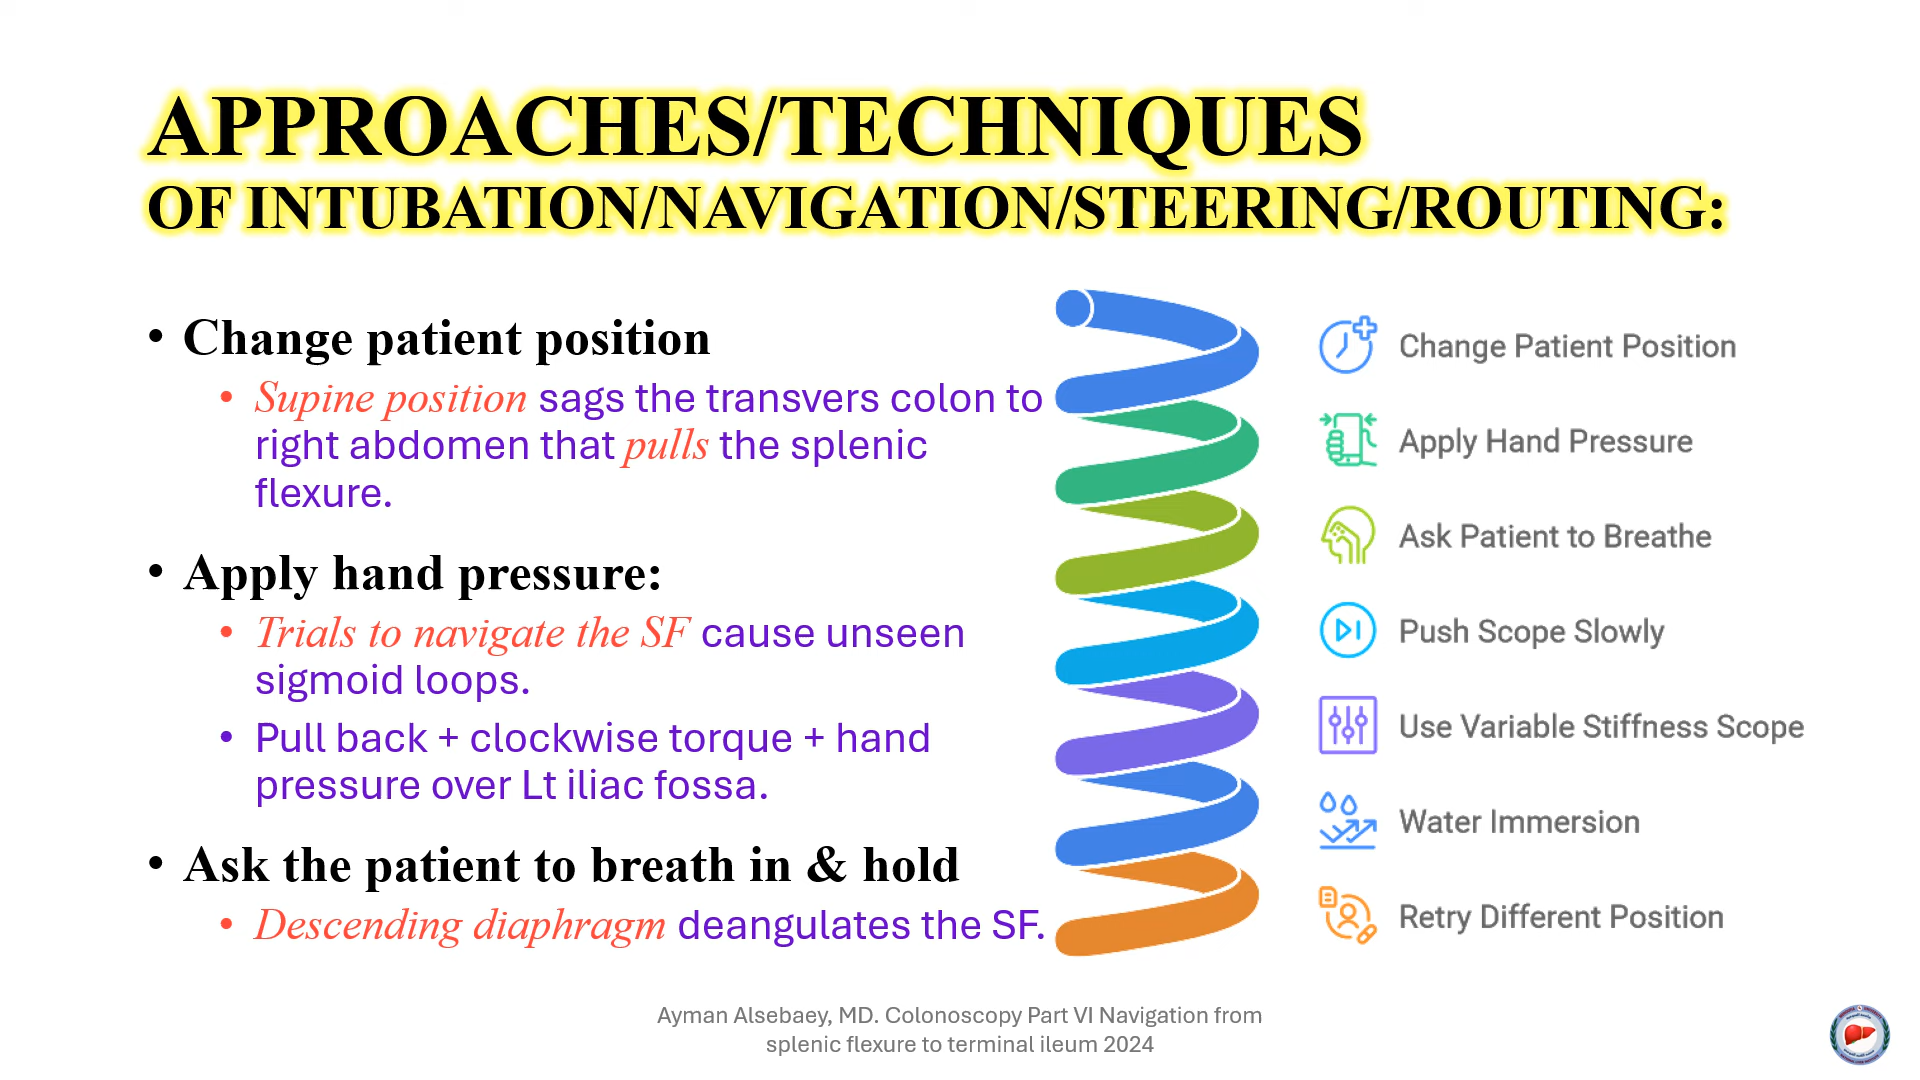 APPROACHES/TECHNIQUES
OF INTUBATION/NAVIGATION/STEERING/ROUTING:
• Change patient position
• Supine position sags the transvers colon to
right abdomen that pulls the splenic
flexure.
• Apply hand pressure:
• Trials to navigate the SF cause unseen
sigmoid loops.
• Pull back + clockwise torque + hand
pressure over Lt iliac fossa.
• Ask the patient to breath in & hold
• Descending diaphragm deangulates the SF.
Change Patient Position
Apply Hand Pressure
Ask Patient to Breathe
Push Scope Slowly
Use Variable Stiffness Scope
Water Immersion
Retry Different Position
Ayman Alsebaey, MD. Colonoscopy Part VI Navigation from
splenic flexure to terminal ileum 2024